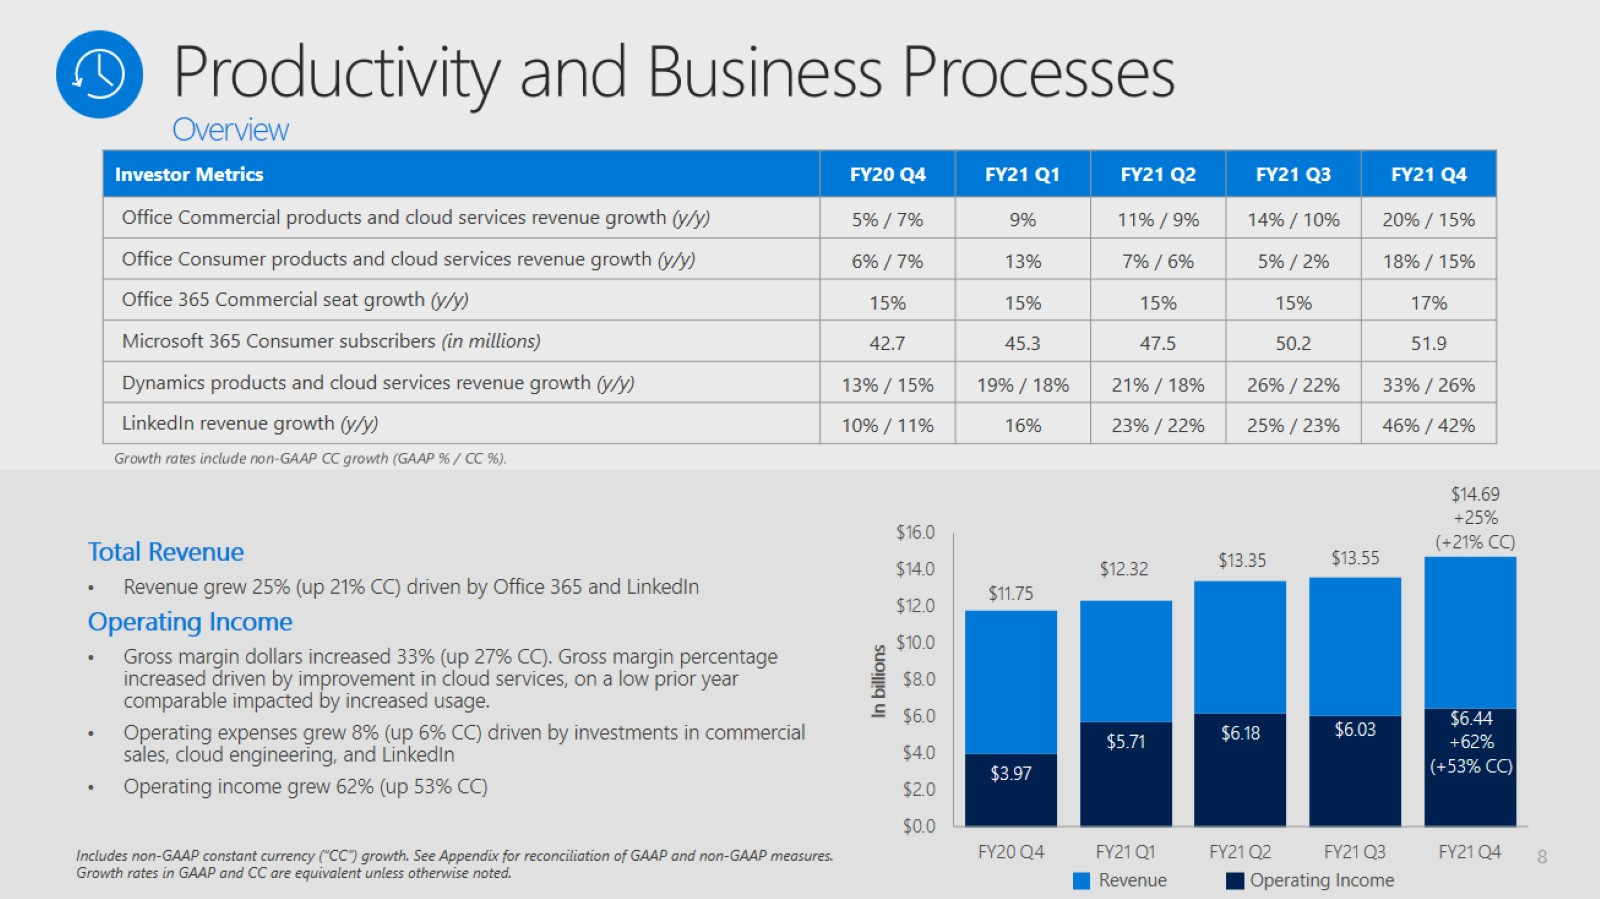 Productivity and Business Processes
Overview
Investor Metrics FY20 Q4 FY21 Q1 FY21 Q2 FY21 Q3 FY21 Q4
Office Commercial products and cloud services revenue growth (y/y) 5% / 7% 9% 11% / 9% 14% / 10% 20% / 15%
Office Consumer products and cloud services revenue growth (y/y) 6% / 7% 13% 7% / 6% 5% / 2% 18% / 15%
Office 365 Commercial seat growth (y/y) 15% 15% 15% 15% 17%
Microsoft 365 Consumer subscribers (in millions) 42.7 45.3 47.5 50.2 51.9
Dynamics products and cloud services revenue growth (y/y) 13% / 15% 19% / 18% 21% / 18% 26% / 22% 33% / 26%
LinkedIn revenue growth (y/y) 10% / 11% 16% 23% / 22% 25% / 23% 46% / 42%
Growth rates include non-GAAP CC growth (GAAP % / CC %).
Total Revenue
• Revenue grew 25% (up 21% CC) driven by Office 365 and LinkedIn
Operating Income
• Gross margin dollars increased 33% (up 27% CC). Gross margin percentage
increased driven by improvement in cloud services, on a low prior year
comparable impacted by increased usage.
• Operating expenses grew 8% (up 6% CC) driven by investments in commercial
sales, cloud engineering, and LinkedIn
• Operating income grew 62% (up 53% CC)
Includes non-GAAP constant currency ("CC") growth. See Appendix for reconciliation of GAAP and non-GAAP measures.
Growth rates in GAAP and CC are equivalent unless otherwise noted.
In billions
$16.0
$14.0
$12.0
$10.0
$8.0
$6.0
$4.0
$2.0
$0.0
$11.75
$12.32
$13.35
$13.55
$14.69
+25%
(+21% CC)
$3.97
$5.71
$6.18
$6.03
$6.44
+62%
(+53% CC)
FY20 Q4 FY21 Q1 FY21 Q2 FY21 Q3 FY21 Q4
Revenue Operating Income
8